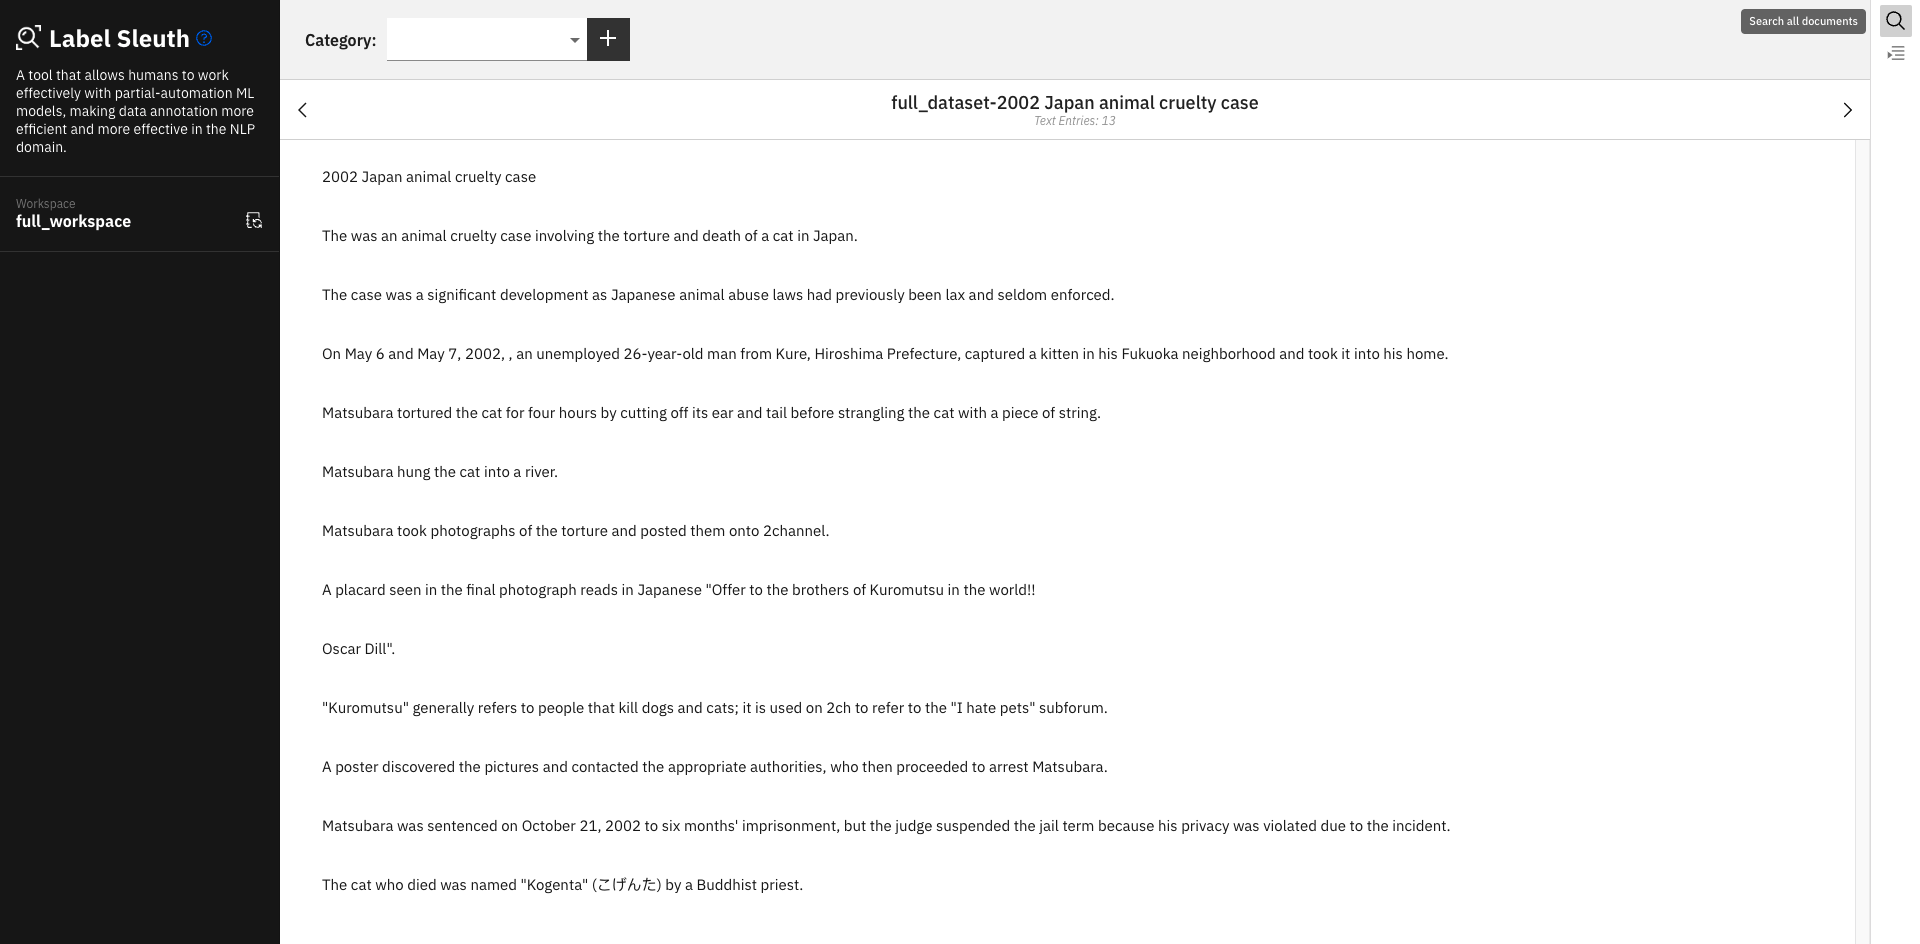 Label Sleuth
A tool that allows humans to work
effectively with partial-automation ML
models, making data annotation more
efficient and more effective in the NLP
domain.
Workspace
full_workspace
Category:
Search all documents
full_dataset-2002 Japan animal cruelty case
Text Entries: 13
2002 Japan animal cruelty case
The was an animal cruelty case involving the torture and death of a cat in Japan.
The case was a significant development as Japanese animal abuse laws had previously been lax and seldom enforced.
On May 6 and May 7, 2002, , an unemployed 26-year-old man from Kure, Hiroshima Prefecture, captured a kitten in his Fukuoka neighborhood and took it into his home.
Matsubara tortured the cat for four hours by cutting off its ear and tail before strangling the cat with a piece of string.
Matsubara hung the cat into a river.
Matsubara took photographs of the torture and posted them onto 2channel.
A placard seen in the final photograph reads in Japanese "Offer to the brothers of Kuromutsu in the world!!
Oscar Dill".
"Kuromutsu" generally refers to people that kill dogs and cats; it is used on 2ch to refer to the "I hate pets" subforum.
A poster discovered the pictures and contacted the appropriate authorities, who then proceeded to arrest Matsubara.
Matsubara was sentenced on October 21, 2002 to six months' imprisonment, but the judge suspended the jail term because his privacy was violated due to the incident.
The cat who died was named "Kogenta" (こげんた) by a Buddhist priest.